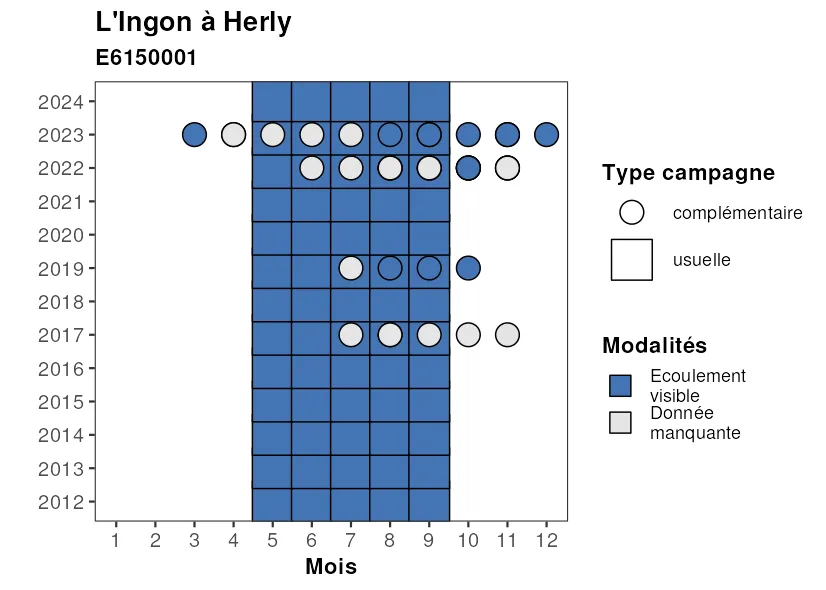 L'Ingon à Herly
E6150001
2024
2023
2022
2021
2020
2019
2018
2017
2016
2015
2014
2013
2012
1 2 3 4 5 6 7 8 9 10 11 12
Mois
Type campagne
complémentaire
usuelle
Modalités
Ecoulement
visible
Donnée
manquante